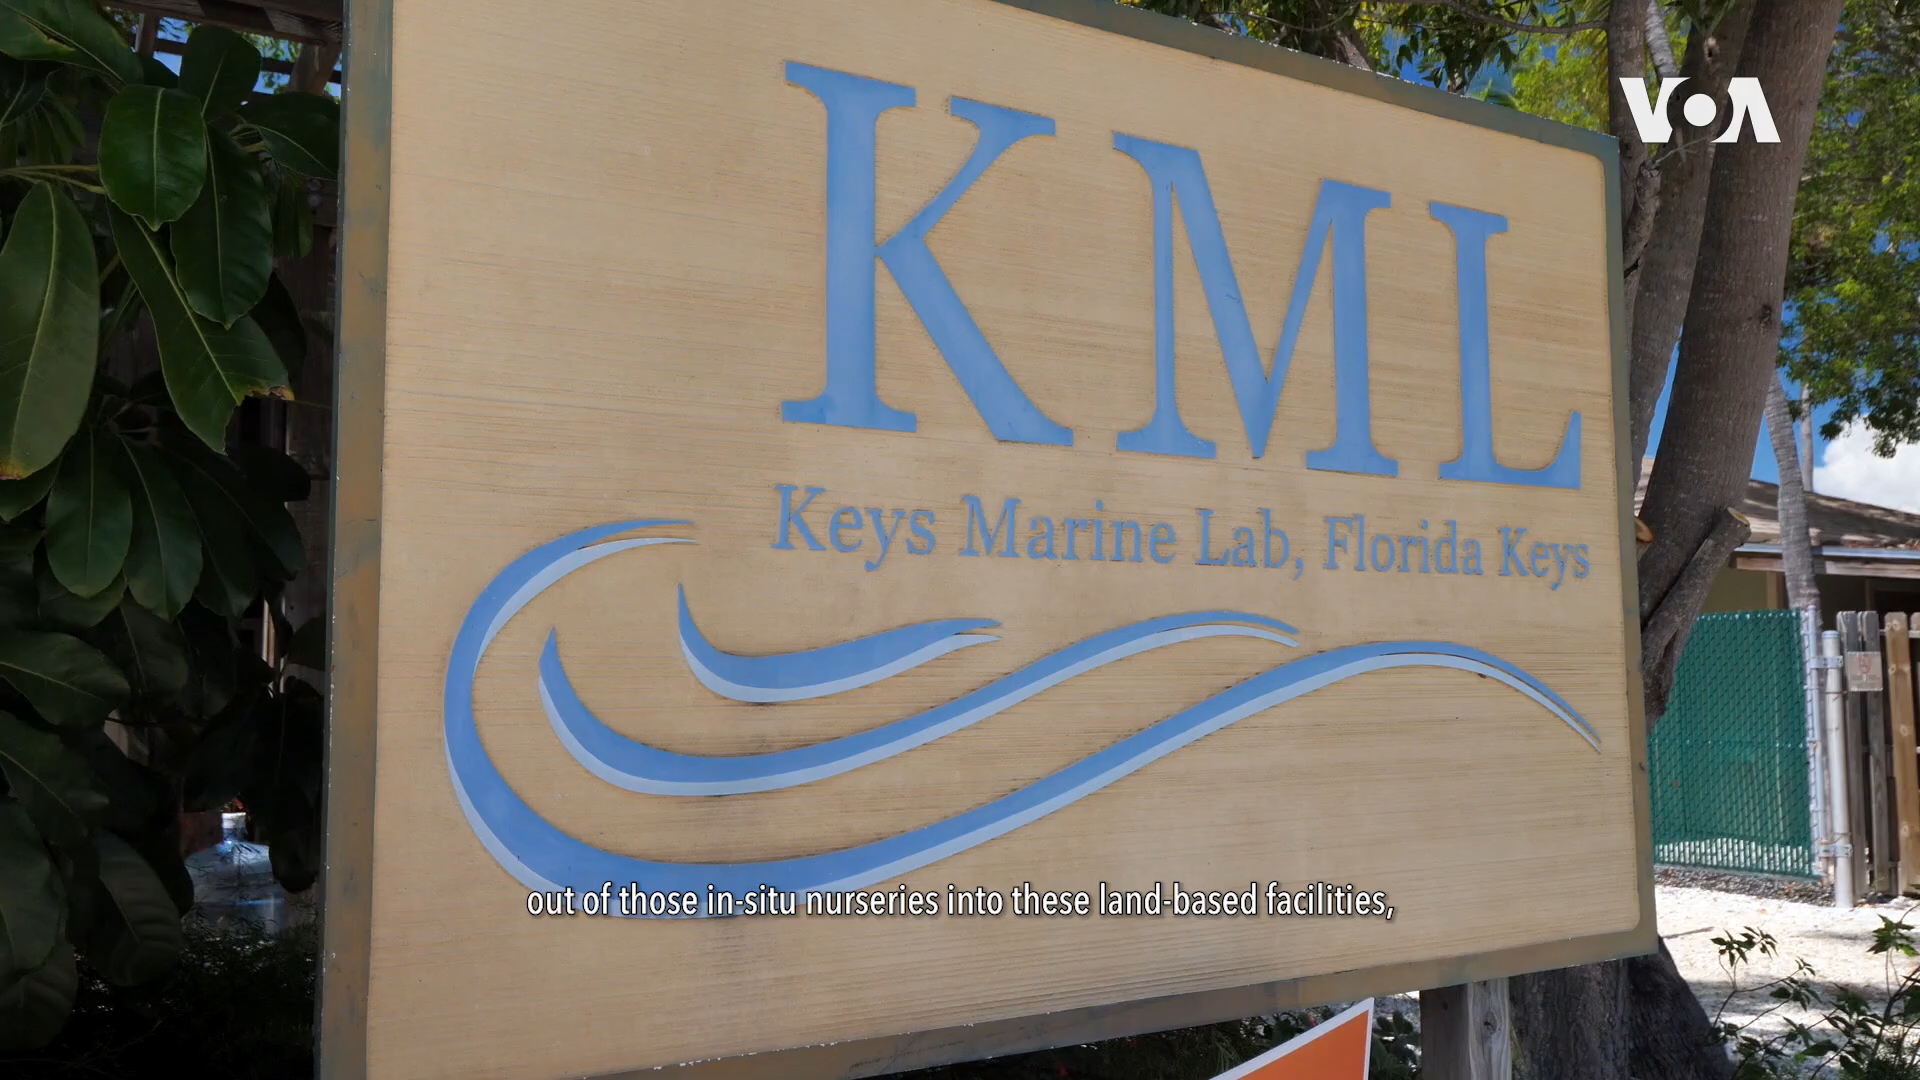 VOA
KML
Keys Marine Lab, Florida Keys
out of those in-situ nurseries into these land-based facilities,